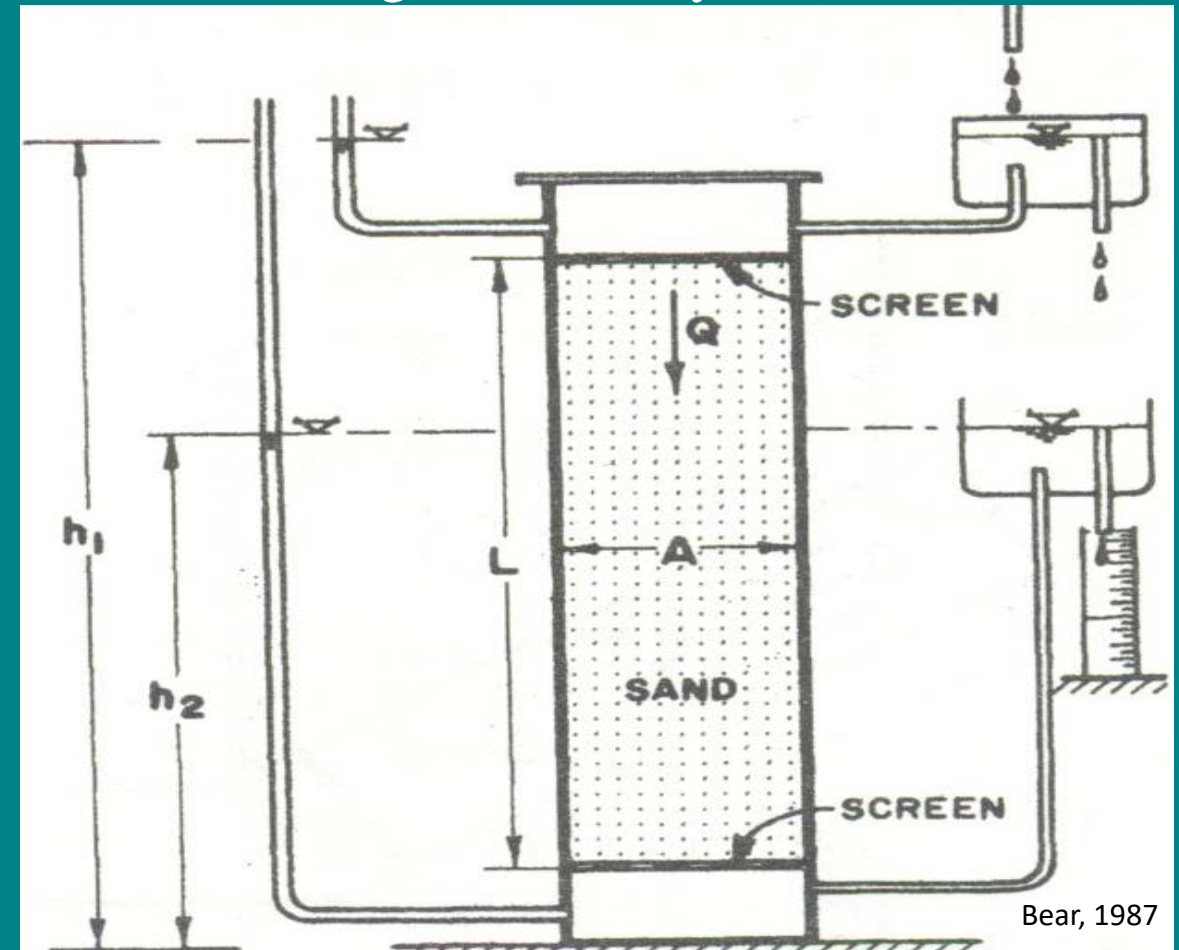 SCREEN
Q
h₁
L
A
h₂
SAND
SCREEN
Bear, 1987